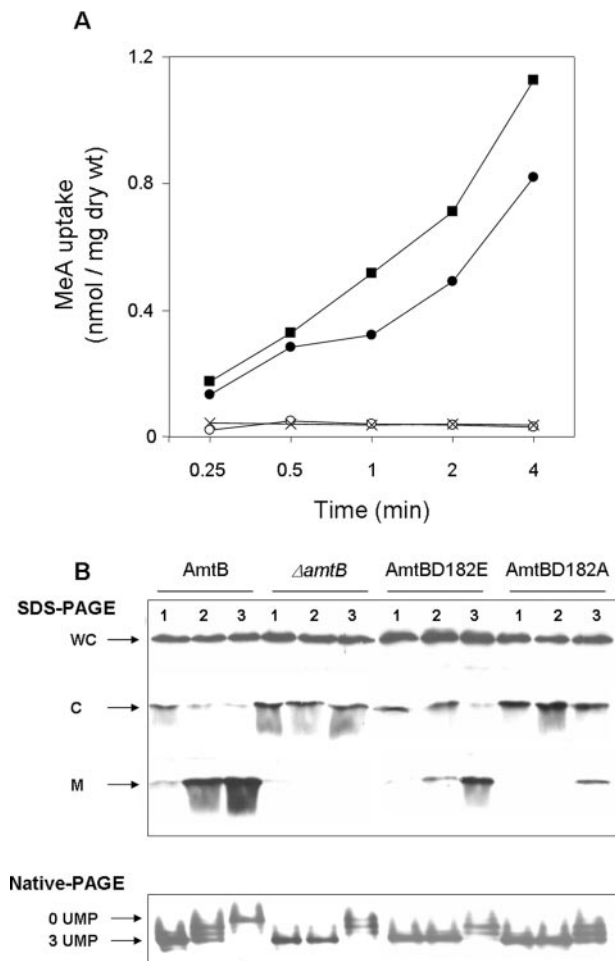 A
1.2
0.8
0.4
0
MeA uptake
(nmol / mg dry wt)
0.25 0.5 1 2 4
Time (min)
B
AmtB ΔamtB AmtBD182E AmtBD182A
SDS-PAGE
1 2 3 1 2 3 1 2 3 1 2 3
WC
C
M
Native-PAGE
0 UMP
3 UMP